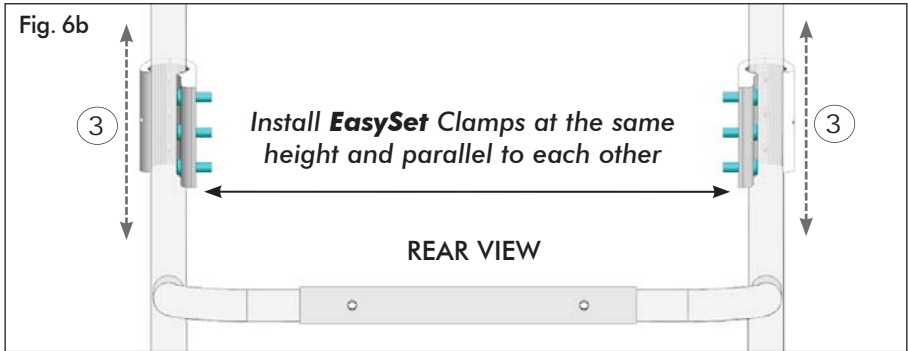 Fig. 6b
3
Install EasySet Clamps at the same
height and parallel to each other
3
REAR VIEW